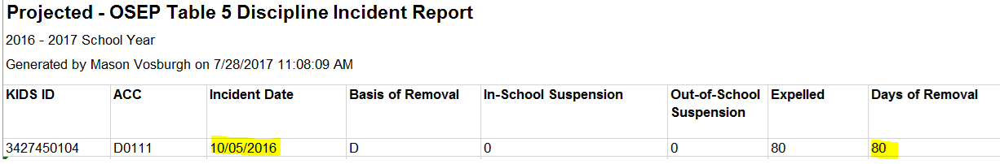 Projected - OSEP Table 5 Discipline Incident Report
2016 - 2017 School Year
Generated by Mason Vosburgh on 7/28/2017 11:08:09 AM
KIDS ID ACC Incident Date Basis of Removal In-School Suspension Out-of-School Suspension Expelled Days of Removal
3427450104 D0111 10/05/2016 D 0 0 80 80